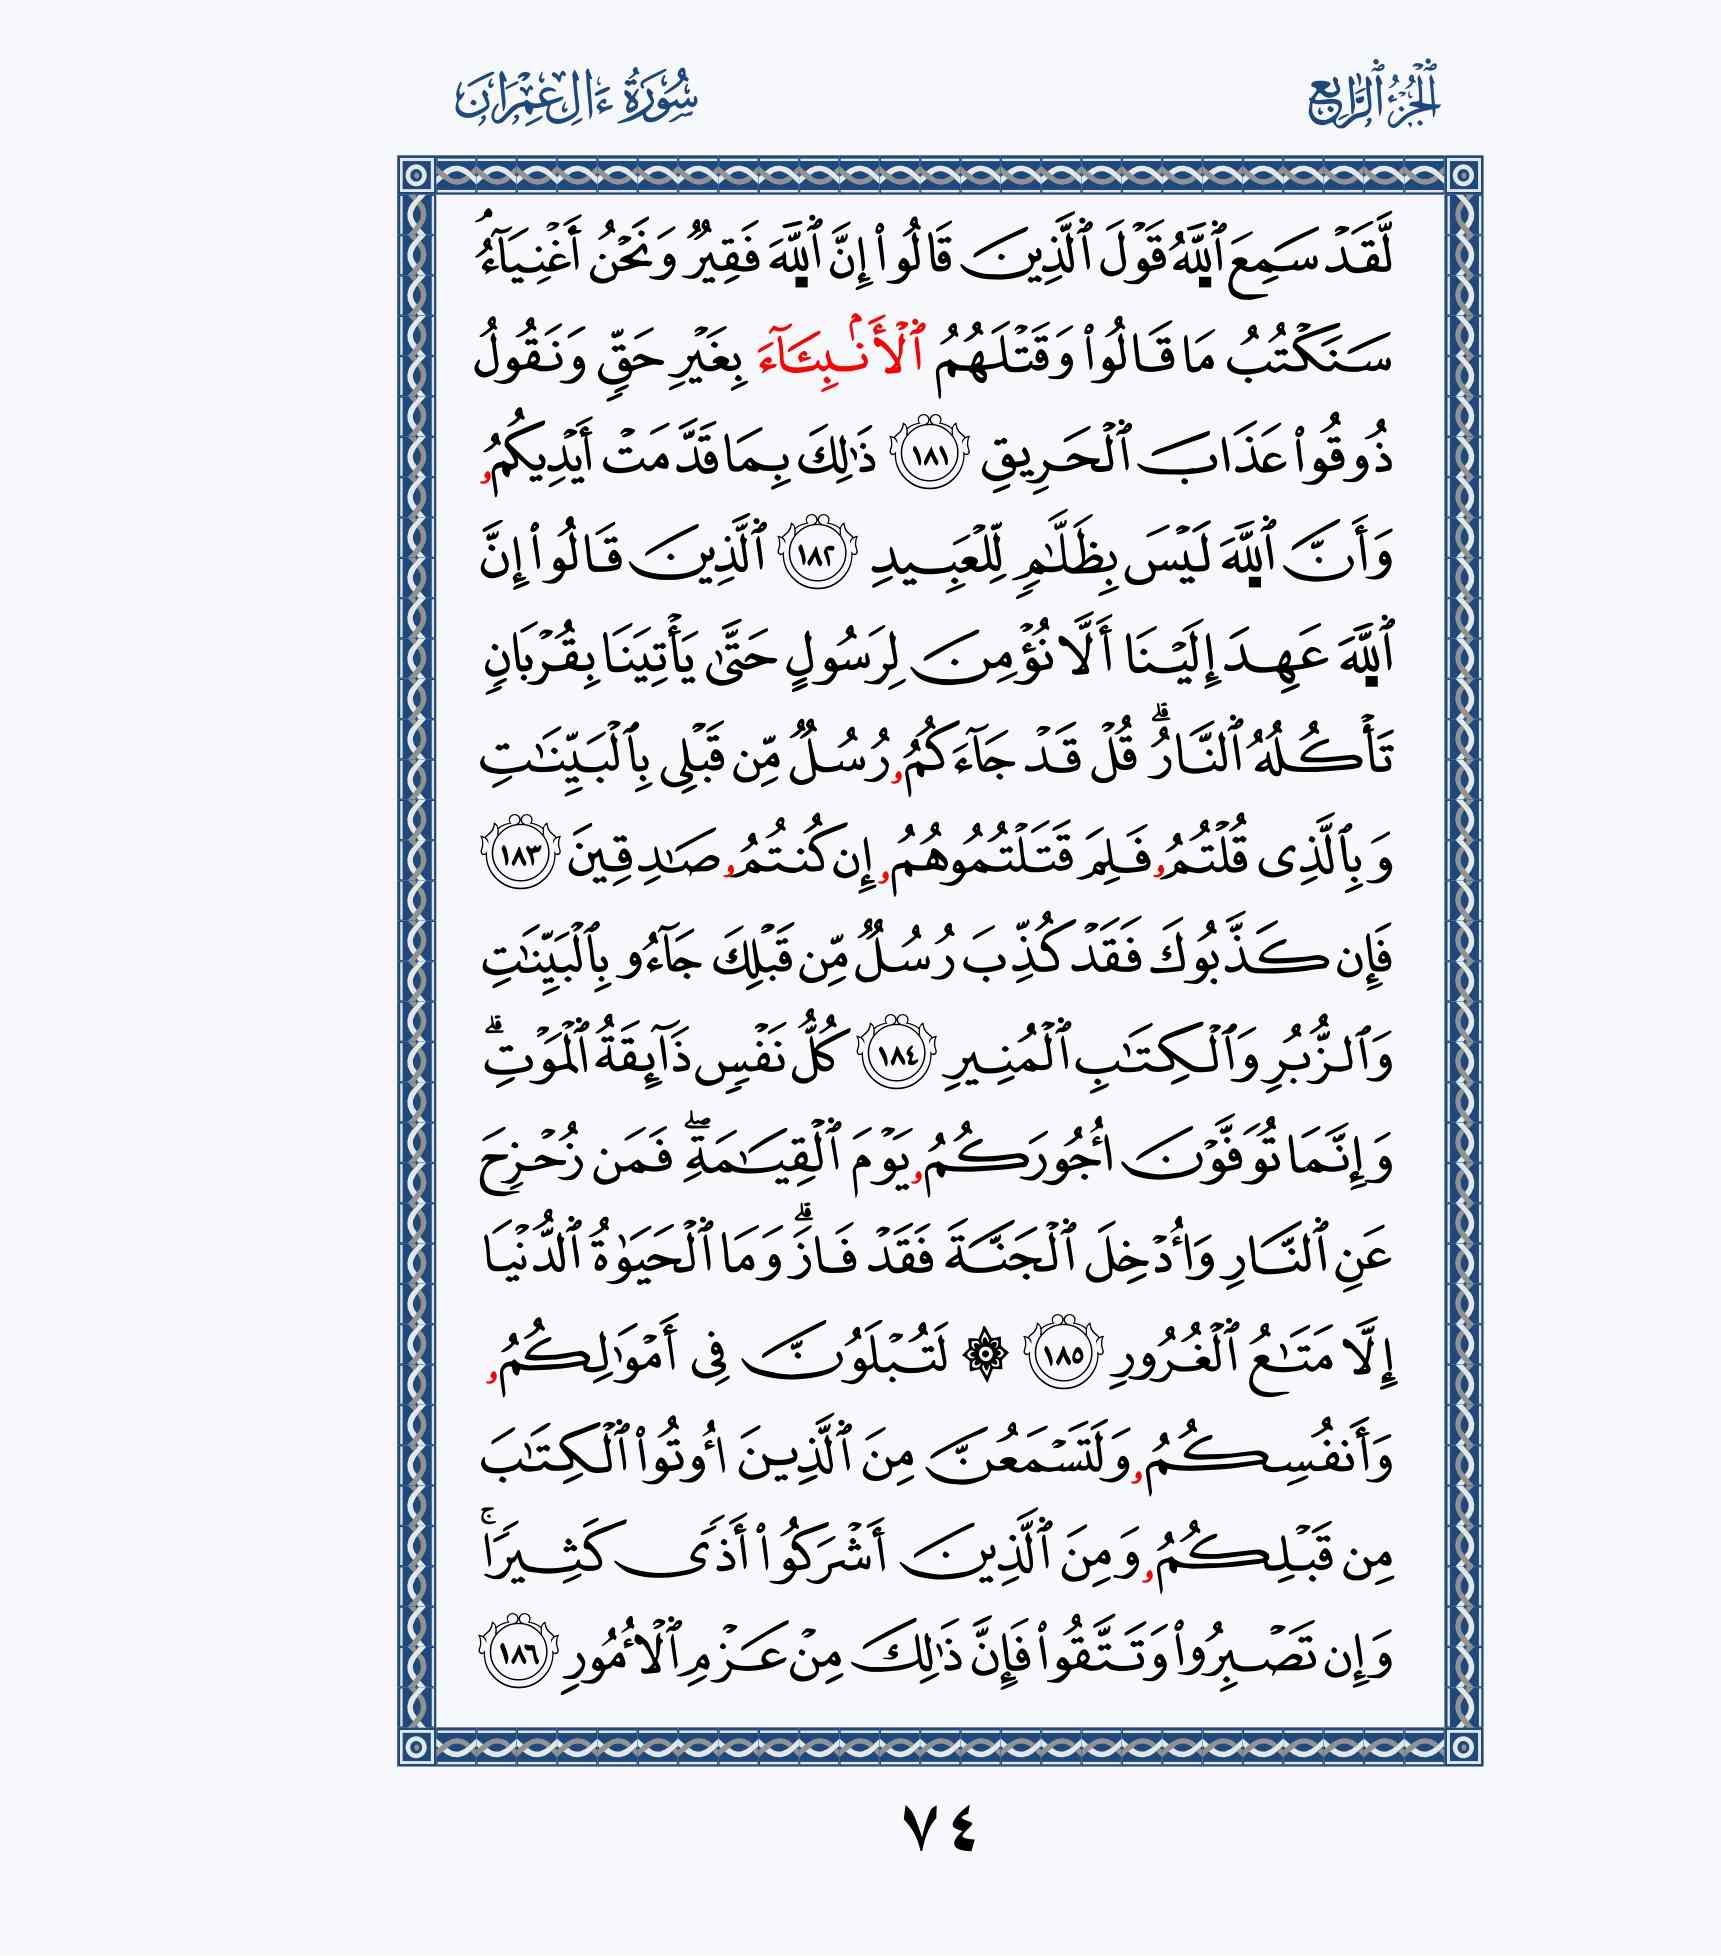 ٱلْجُزْءُ ٱلرَّابِعُ
سُورَةُ ءَالِ عِمْرَانَ
لَّقَدْ سَمِعَ ٱللَّهُ قَوْلَ ٱلَّذِينَ قَالُواْ إِنَّ ٱللَّهَ فَقِيرٌ وَنَحْنُ أَغْنِيَآءُۘ
سَنَكْتُبُ مَا قَالُواْ وَقَتْلَهُمُ ٱلْأَنۢبِـَٔآءَ بِغَيْرِ حَقٍّ وَنَقُولُ
ذُوقُواْ عَذَابَ ٱلْحَرِيقِ ١٨١ ذَٰلِكَ بِمَا قَدَّمَتْ أَيْدِيكُمُۥ
وَأَنَّ ٱللَّهَ لَيْسَ بِظَلَّٰمٍ لِّلْعَبِيدِ ١٨٢ ٱلَّذِينَ قَالُواْ إِنَّ
ٱللَّهَ عَهِدَ إِلَيْنَا أَلَّا نُؤْمِنَ لِرَسُولٍ حَتَّىٰ يَأْتِيَنَا بِقُرْبَانٍ
تَأْكُلُهُ ٱلنَّارُۗ قُلْ قَدْ جَآءَكُمُۥ رُسُلٌ مِّن قَبْلِى بِٱلْبَيِّنَٰتِ
وَبِٱلَّذِى قُلْتُمُۥ فَلِمَ قَتَلْتُمُوهُمُۥ إِن كُنتُمُۥ صَٰدِقِينَ ١٨٣
فَإِن كَذَّبُوكَ فَقَدْ كُذِّبَ رُسُلٌ مِّن قَبْلِكَ جَآءُو بِٱلْبَيِّنَٰتِ
وَٱلزُّبُرِ وَٱلْكِتَٰبِ ٱلْمُنِيرِ ١٨٤ كُلُّ نَفْسٍ ذَآئِقَةُ ٱلْمَوْتِۗ
وَإِنَّمَا تُوَفَّوْنَ أُجُورَكُمُۥ يَوْمَ ٱلْقِيَٰمَةِۖ فَمَن زُحْزِحَ
عَنِ ٱلنَّارِ وَأُدْخِلَ ٱلْجَنَّةَ فَقَدْ فَازَۗ وَمَا ٱلْحَيَوٰةُ ٱلدُّنْيَا
إِلَّا مَتَٰعُ ٱلْغُرُورِ ١٨٥ ۞ لَتُبْلَوُنَّ فِى أَمْوَٰلِكُمُۥ
وَأَنفُسِكُمُۥ وَلَتَسْمَعُنَّ مِنَ ٱلَّذِينَ أُوتُواْ ٱلْكِتَٰبَ
مِن قَبْلِكُمُۥ وَمِنَ ٱلَّذِينَ أَشْرَكُواْ أَذًى كَثِيرًاۚ
وَإِن تَصْبِرُواْ وَتَتَّقُواْ فَإِنَّ ذَٰلِكَ مِنْ عَزْمِ ٱلْأُمُورِ ١٨٦
٧٤